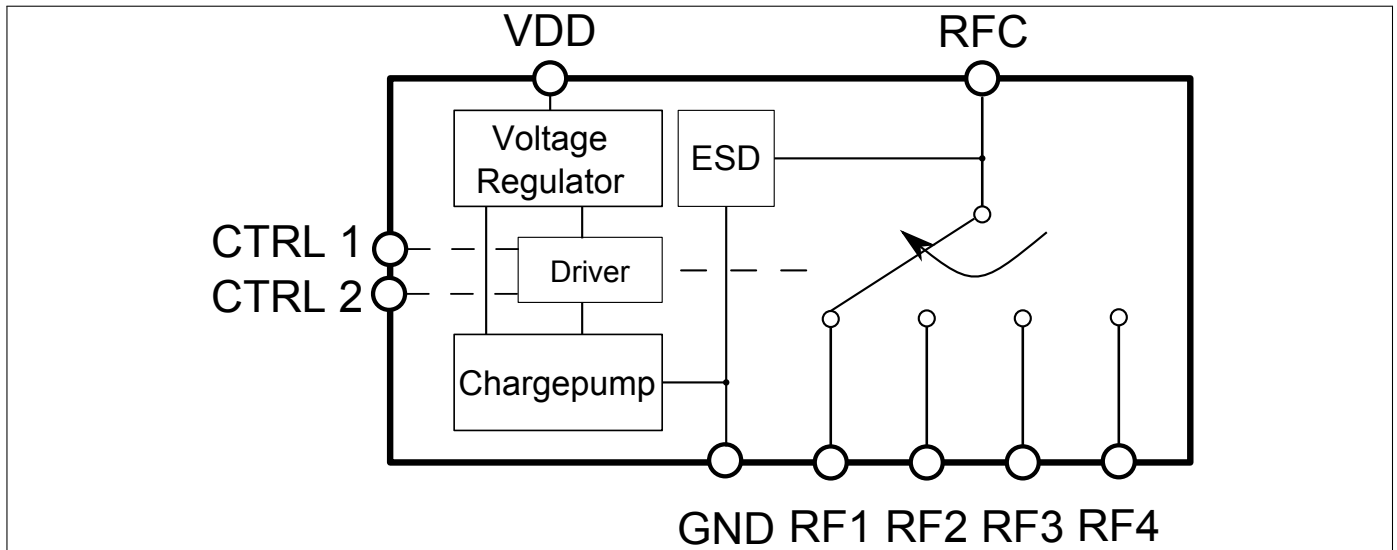 VDD RFC
Voltage
Regulator
ESD
CTRL 1
CTRL 2
Driver
Chargepump
GND RF1 RF2 RF3 RF4